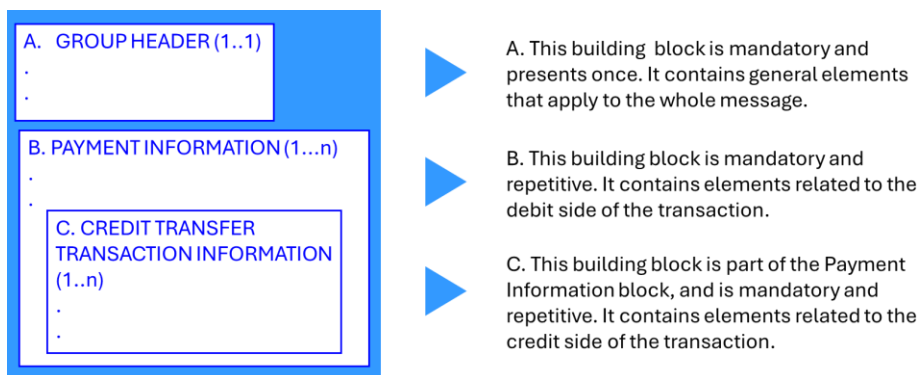 A. GROUP HEADER (1..1)
.
.
A. This building block is mandatory and
presents once. It contains general elements
that apply to the whole message.
B. PAYMENT INFORMATION (1...n)
.
.
B. This building block is mandatory and
repetitive. It contains elements related to the
debit side of the transaction.
C. CREDIT TRANSFER
TRANSACTION INFORMATION
(1..n)
.
.
C. This building block is part of the Payment
Information block, and is mandatory and
repetitive. It contains elements related to the
credit side of the transaction.